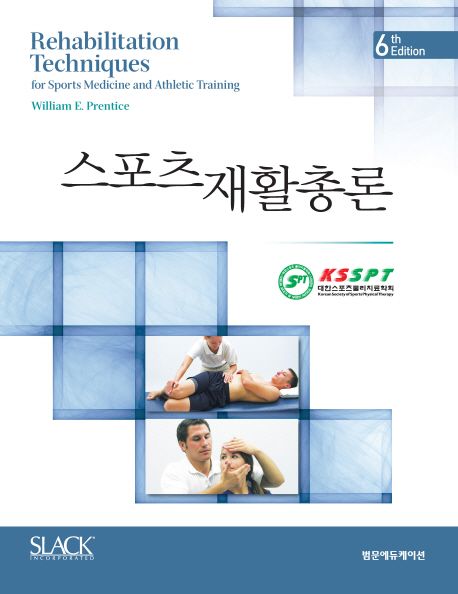 Rehabilitation
Techniques
for Sports Medicine and Athletic Training
William E. Prentice
6th
Edition
스포츠 재활총론
SPT
KSSPT
대한스포츠물리치료학회
Korean Society of Sports Physical Therapy
SLACK
INCORPORATED
범문에듀케이션